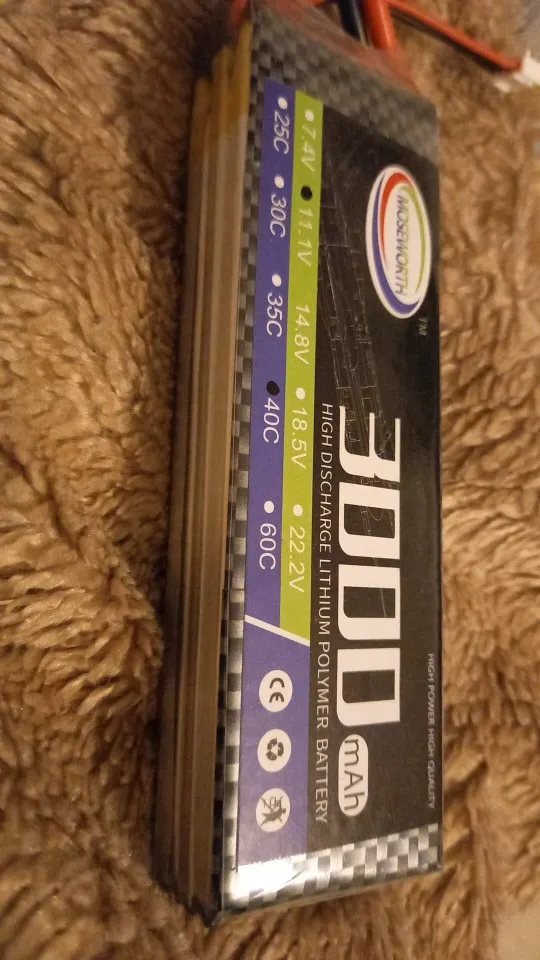 MOSEWORTH
TM
3000 mAh
HIGH POWER HIGH QUALITY
HIGH DISCHARGE LITHIUM POLYMER BATTERY
7.4V 11.1V 14.8V 18.5V 22.2V
25C 30C 35C 40C 60C
CE